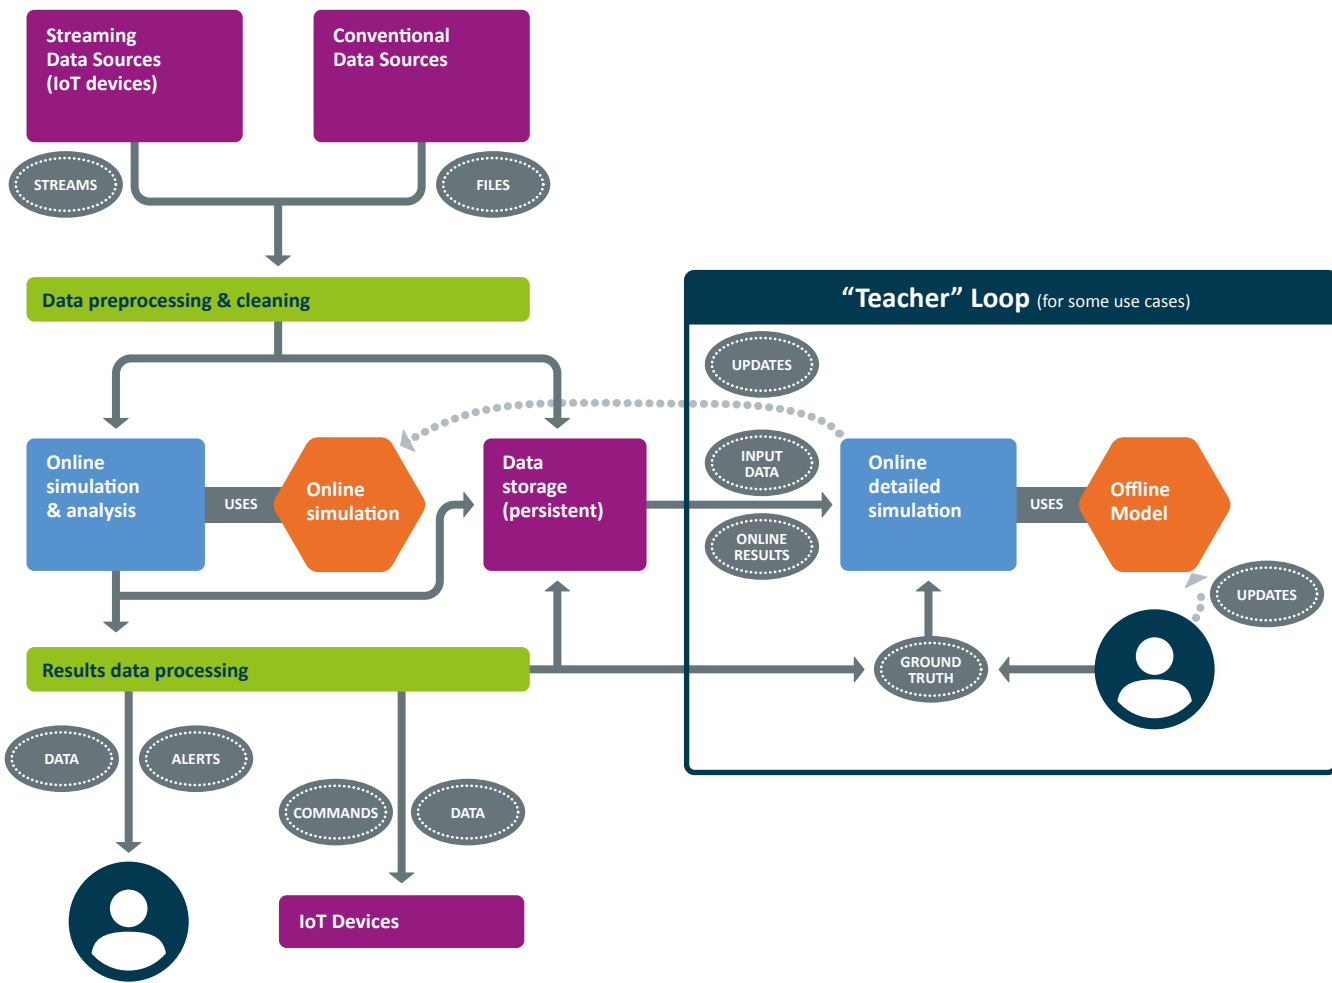 Streaming
Data Sources
(IoT devices)
Conventional
Data Sources
STREAMS
FILES
Data preprocessing & cleaning
“Teacher” Loop (for some use cases)
UPDATES
Online
simulation
& analysis
USES
Online
simulation
Data
storage
(persistent)
INPUT
DATA
ONLINE
RESULTS
Online
detailed
simulation
USES
Offline
Model
UPDATES
Results data processing
GROUND
TRUTH
DATA
ALERTS
COMMANDS
DATA
IoT Devices